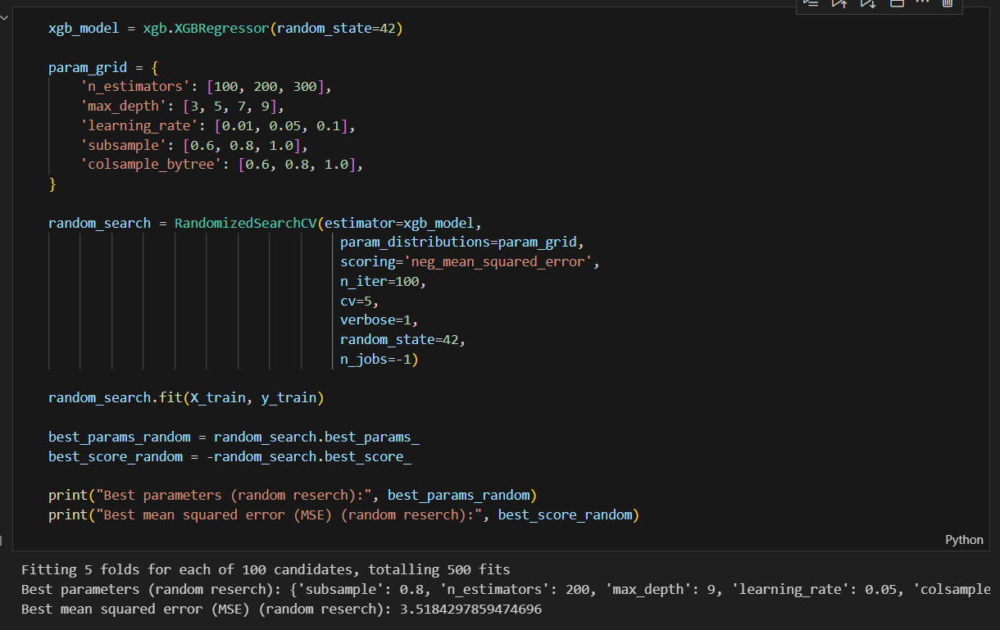 xgb_model = xgb.XGBRegressor(random_state=42)
param_grid = {
    'n_estimators': [100, 200, 300],
    'max_depth': [3, 5, 7, 9],
    'learning_rate': [0.01, 0.05, 0.1],
    'subsample': [0.6, 0.8, 1.0],
    'colsample_bytree': [0.6, 0.8, 1.0],
}
random_search = RandomizedSearchCV(estimator=xgb_model,
                                     param_distributions=param_grid,
                                     scoring='neg_mean_squared_error',
                                     n_iter=100,
                                     cv=5,
                                     verbose=1,
                                     random_state=42,
                                     n_jobs=-1)
random_search.fit(X_train, y_train)
best_params_random = random_search.best_params_
best_score_random = -random_search.best_score_
print("Best parameters (random reserch):", best_params_random)
print("Best mean squared error (MSE) (random reserch):", best_score_random)
Python
Fitting 5 folds for each of 100 candidates, totalling 500 fits
Best parameters (random reserch): {'subsample': 0.8, 'n_estimators': 200, 'max_depth': 9, 'learning_rate': 0.05, 'colsample
Best mean squared error (MSE) (random reserch): 3.5184297859474696